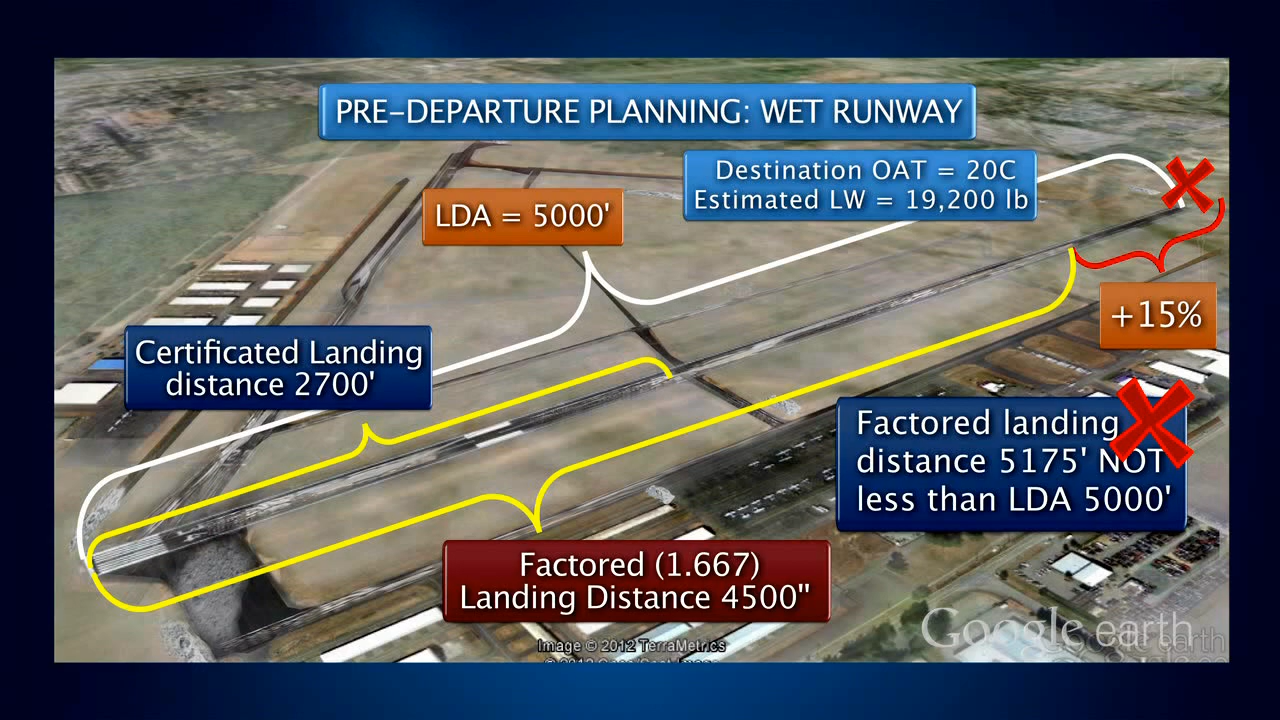 PRE-DEPARTURE PLANNING: WET RUNWAY
Destination OAT = 20C
Estimated LW = 19,200 lb
LDA = 5000'
+15%
Certificated Landing
distance 2700'
Factored landing
distance 5175' NOT
less than LDA 5000'
Factored (1.667)
Landing Distance 4500"
Google earth
Image © 2012 TerraMetrics